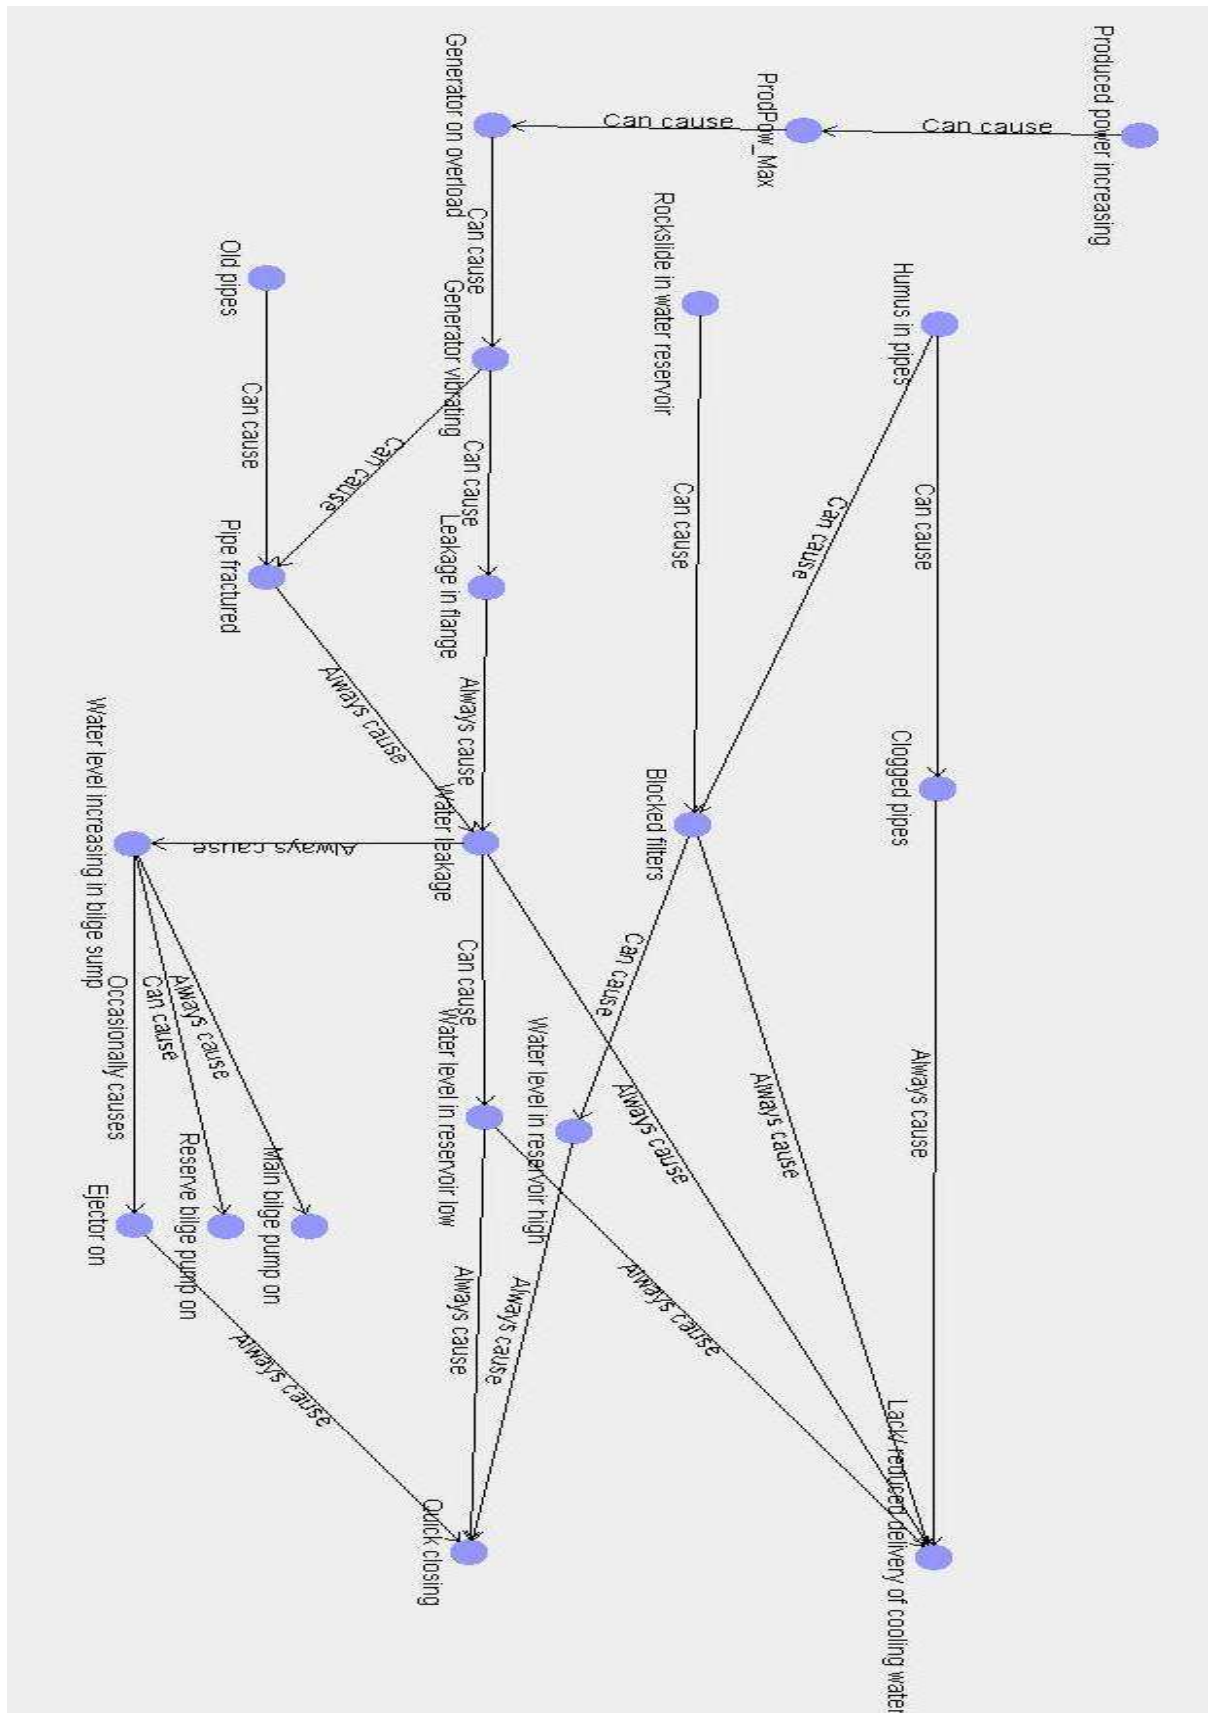 Produced power increasing
Can cause
ProdPow_Max
Can cause
Generator on overload
Can cause
Humus in pipes
Rockslide in water reservoir
Generator vibrating
Old pipes
Can cause
Can cause
Can cause
Can cause
Can cause
Can cause
Clogged pipes
Blocked filters
Leakage in flange
Pipe fractured
Always cause
Always cause
Water leakage
Always cause
Water level increasing in bilge sump
Always cause
Always cause
Can cause
Always cause
Can cause
Water level in reservoir high
Water level in reservoir low
Always cause
Can cause
Occasionally causes
Main bilge pump on
Reserve bilge pump on
Ejector on
Always cause
Always cause
Always cause
Always cause
Lack/ reduced delivery of cooling water
Quick closing